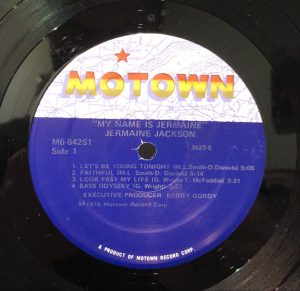 MOTOWN
"MY NAME IS JERMAINE"
JERMAINE JACKSON
M6-842S1 3623 S
Side 1
1. LET'S BE YOUNG TONIGHT (M.L. Smith-D. Daniels) 5:05
2. FAITHFUL (M.L. Smith-D. Daniels) 5:14
3. LOOK PAST MY LIFE (G. Wright-T. McFaddin) 3:21
4. BASS ODYSSEY (G. Wright) 3:27
EXECUTIVE PRODUCER: BERRY GORDY
1976 Motown Record Corp.
A PRODUCT OF MOTOWN RECORD CORP.